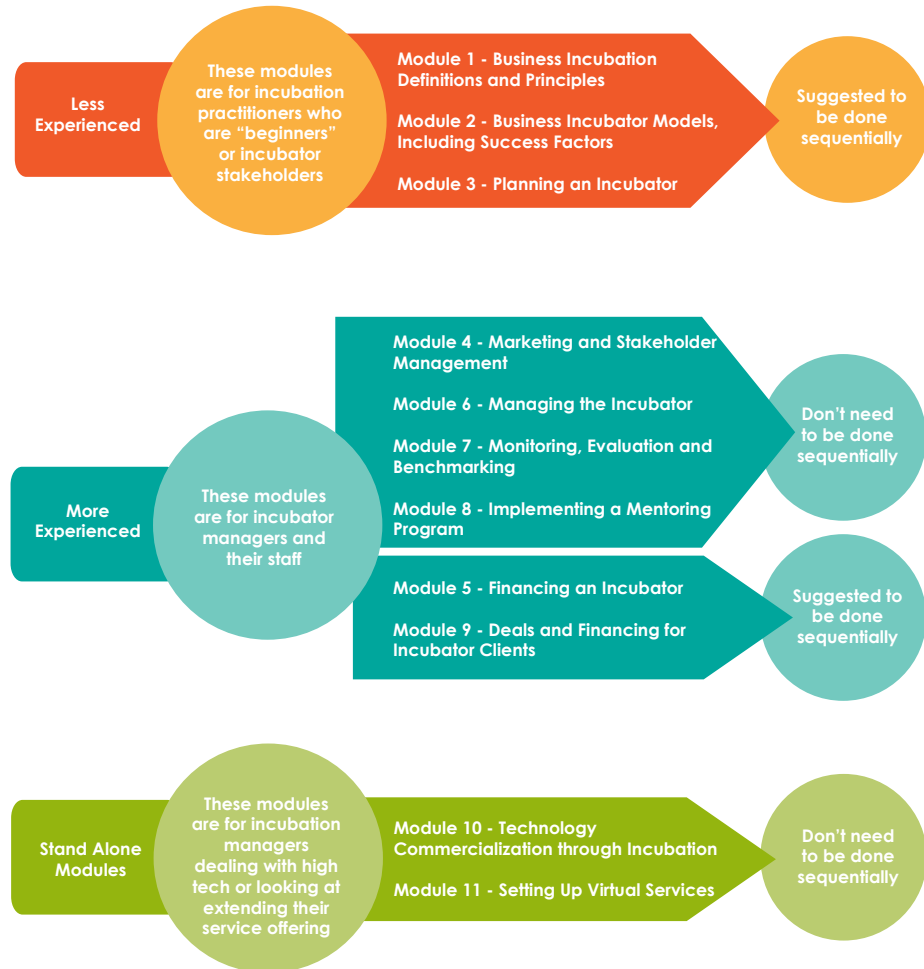 Less
Experienced
These modules
are for incubation
practitioners who
are “beginners”
or incubator
stakeholders
Module 1 - Business Incubation
Definitions and Principles
Module 2 - Business Incubator Models,
Including Success Factors
Module 3 - Planning an Incubator
Suggested to
be done
sequentially
More
Experienced
These modules
are for incubator
managers and
their staff
Module 4 - Marketing and Stakeholder
Management
Module 6 - Managing the Incubator
Module 7 - Monitoring, Evaluation and
Benchmarking
Module 8 - Implementing a Mentoring
Program
Don’t need
to be done
sequentially
Module 5 - Financing an Incubator
Module 9 - Deals and Financing for
Incubator Clients
Suggested to
be done
sequentially
Stand Alone
Modules
These modules
are for incubation
managers
dealing with high
tech or looking at
extending their
service offering
Module 10 - Technology
Commercialization through Incubation
Module 11 - Setting Up Virtual Services
Don’t need
to be done
sequentially